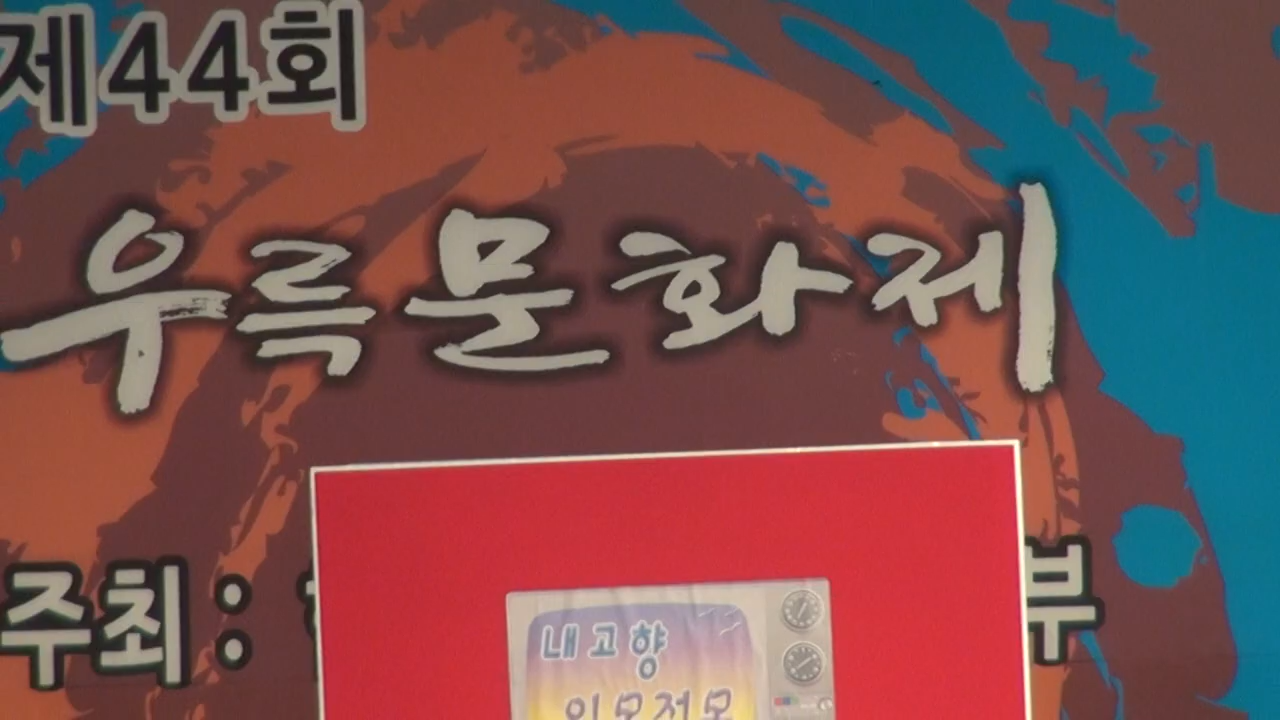 제44회
우륵문화제
주최 :
부
내고향